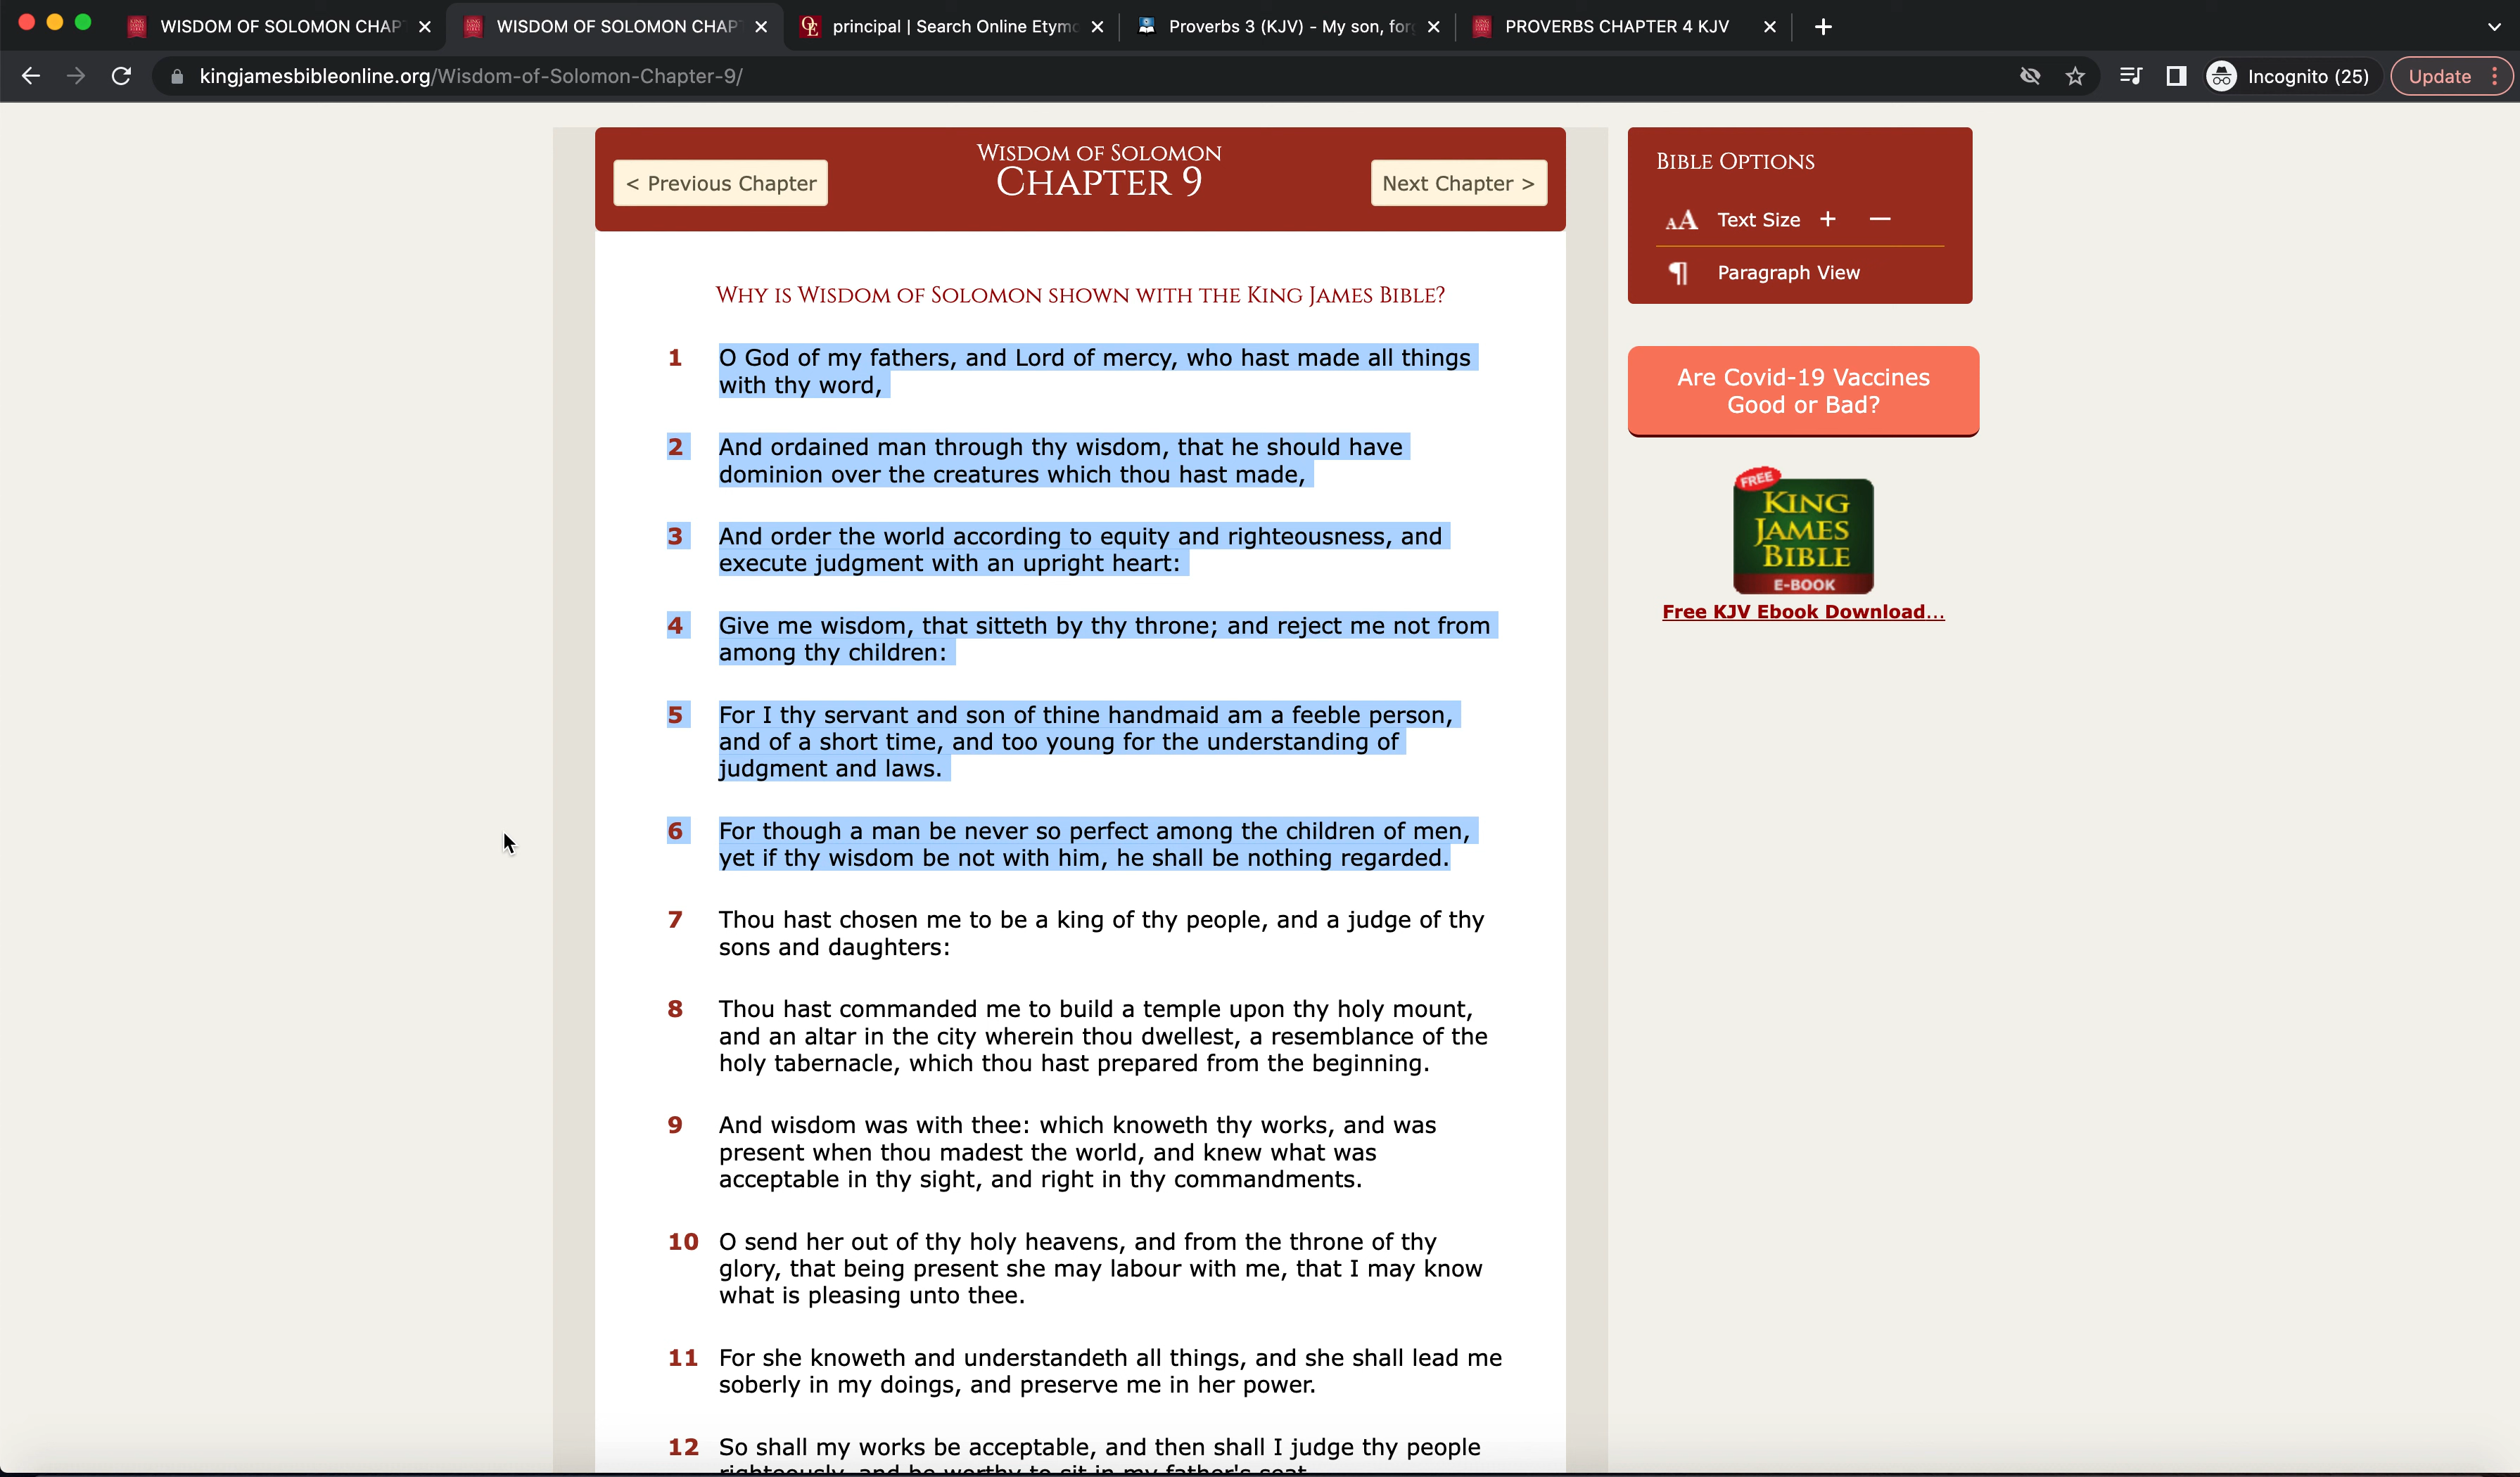 WISDOM OF SOLOMON CHAP
WISDOM OF SOLOMON CHAP
principal | Search Online Etymo
Proverbs 3 (KJV) - My son, for
PROVERBS CHAPTER 4 KJV
kingjamesbibleonline.org/Wisdom-of-Solomon-Chapter-9/
Incognito (25)
Update
< Previous Chapter
WISDOM OF SOLOMON
CHAPTER 9
Next Chapter >
WHY IS WISDOM OF SOLOMON SHOWN WITH THE KING JAMES BIBLE?
1 O God of my fathers, and Lord of mercy, who hast made all things
with thy word,
2 And ordained man through thy wisdom, that he should have
dominion over the creatures which thou hast made,
3 And order the world according to equity and righteousness, and
execute judgment with an upright heart:
4 Give me wisdom, that sitteth by thy throne; and reject me not from
among thy children:
5 For I thy servant and son of thine handmaid am a feeble person,
and of a short time, and too young for the understanding of
judgment and laws.
6 For though a man be never so perfect among the children of men,
yet if thy wisdom be not with him, he shall be nothing regarded.
7 Thou hast chosen me to be a king of thy people, and a judge of thy
sons and daughters:
8 Thou hast commanded me to build a temple upon thy holy mount,
and an altar in the city wherein thou dwellest, a resemblance of the
holy tabernacle, which thou hast prepared from the beginning.
9 And wisdom was with thee: which knoweth thy works, and was
present when thou madest the world, and knew what was
acceptable in thy sight, and right in thy commandments.
10 O send her out of thy holy heavens, and from the throne of thy
glory, that being present she may labour with me, that I may know
what is pleasing unto thee.
11 For she knoweth and understandeth all things, and she shall lead me
soberly in my doings, and preserve me in her power.
12 So shall my works be acceptable, and then shall I judge thy people
righteously, and be worthy to sit in my father's seat.
BIBLE OPTIONS
AA Text Size + —
¶ Paragraph View
Are Covid-19 Vaccines
Good or Bad?
FREE
KING
JAMES
BIBLE
E-BOOK
Free KJV Ebook Download...